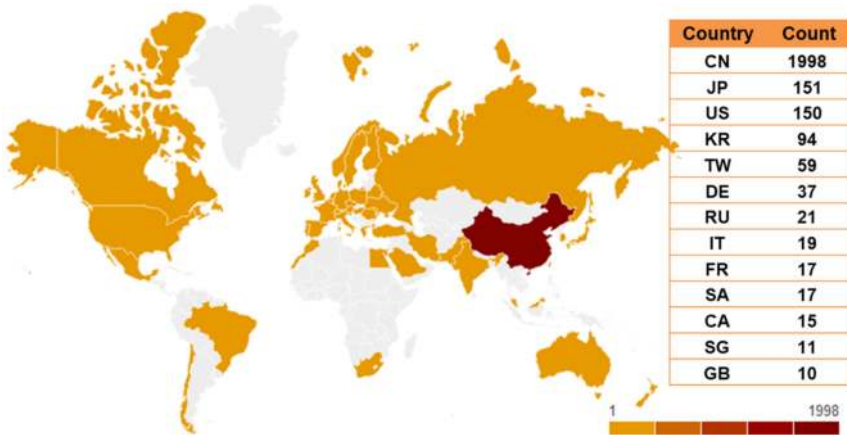 Country Count
CN 1998
JP 151
US 150
KR 94
TW 59
DE 37
RU 21
IT 19
FR 17
SA 17
CA 15
SG 11
GB 10
1 1998